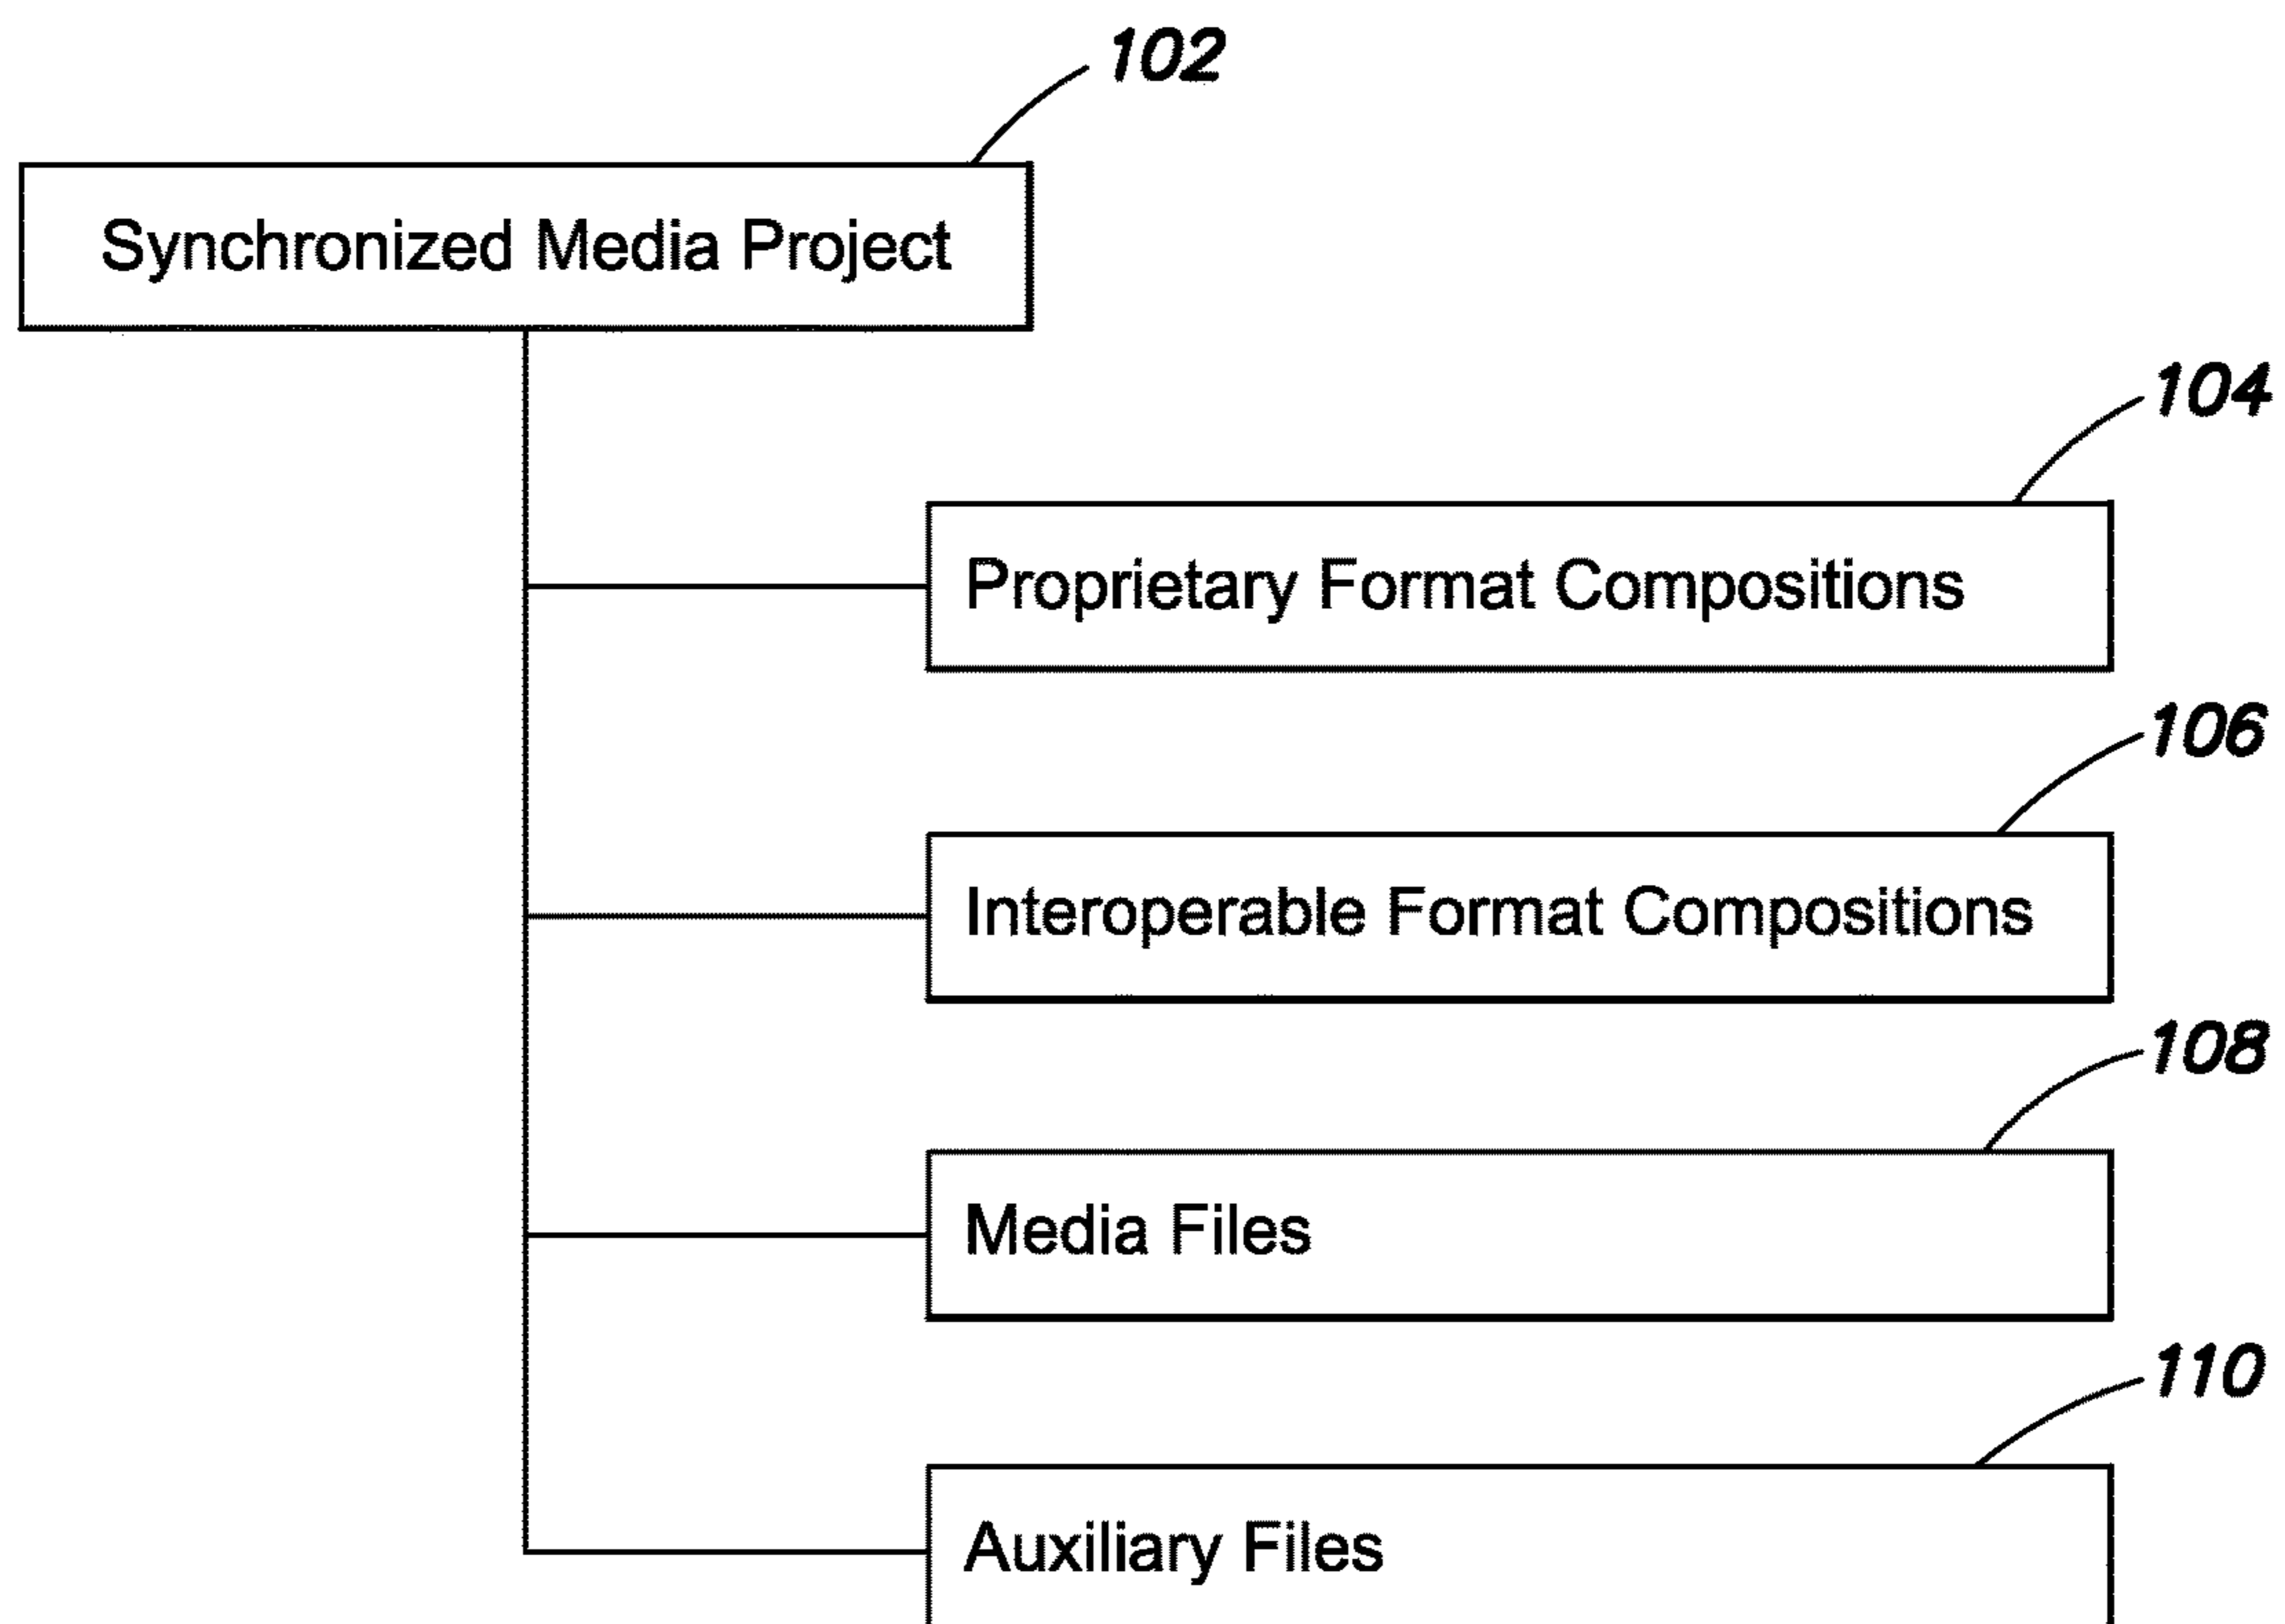 102
Synchronized Media Project
104
Proprietary Format Compositions
106
Interoperable Format Compositions
108
Media Files
110
Auxiliary Files